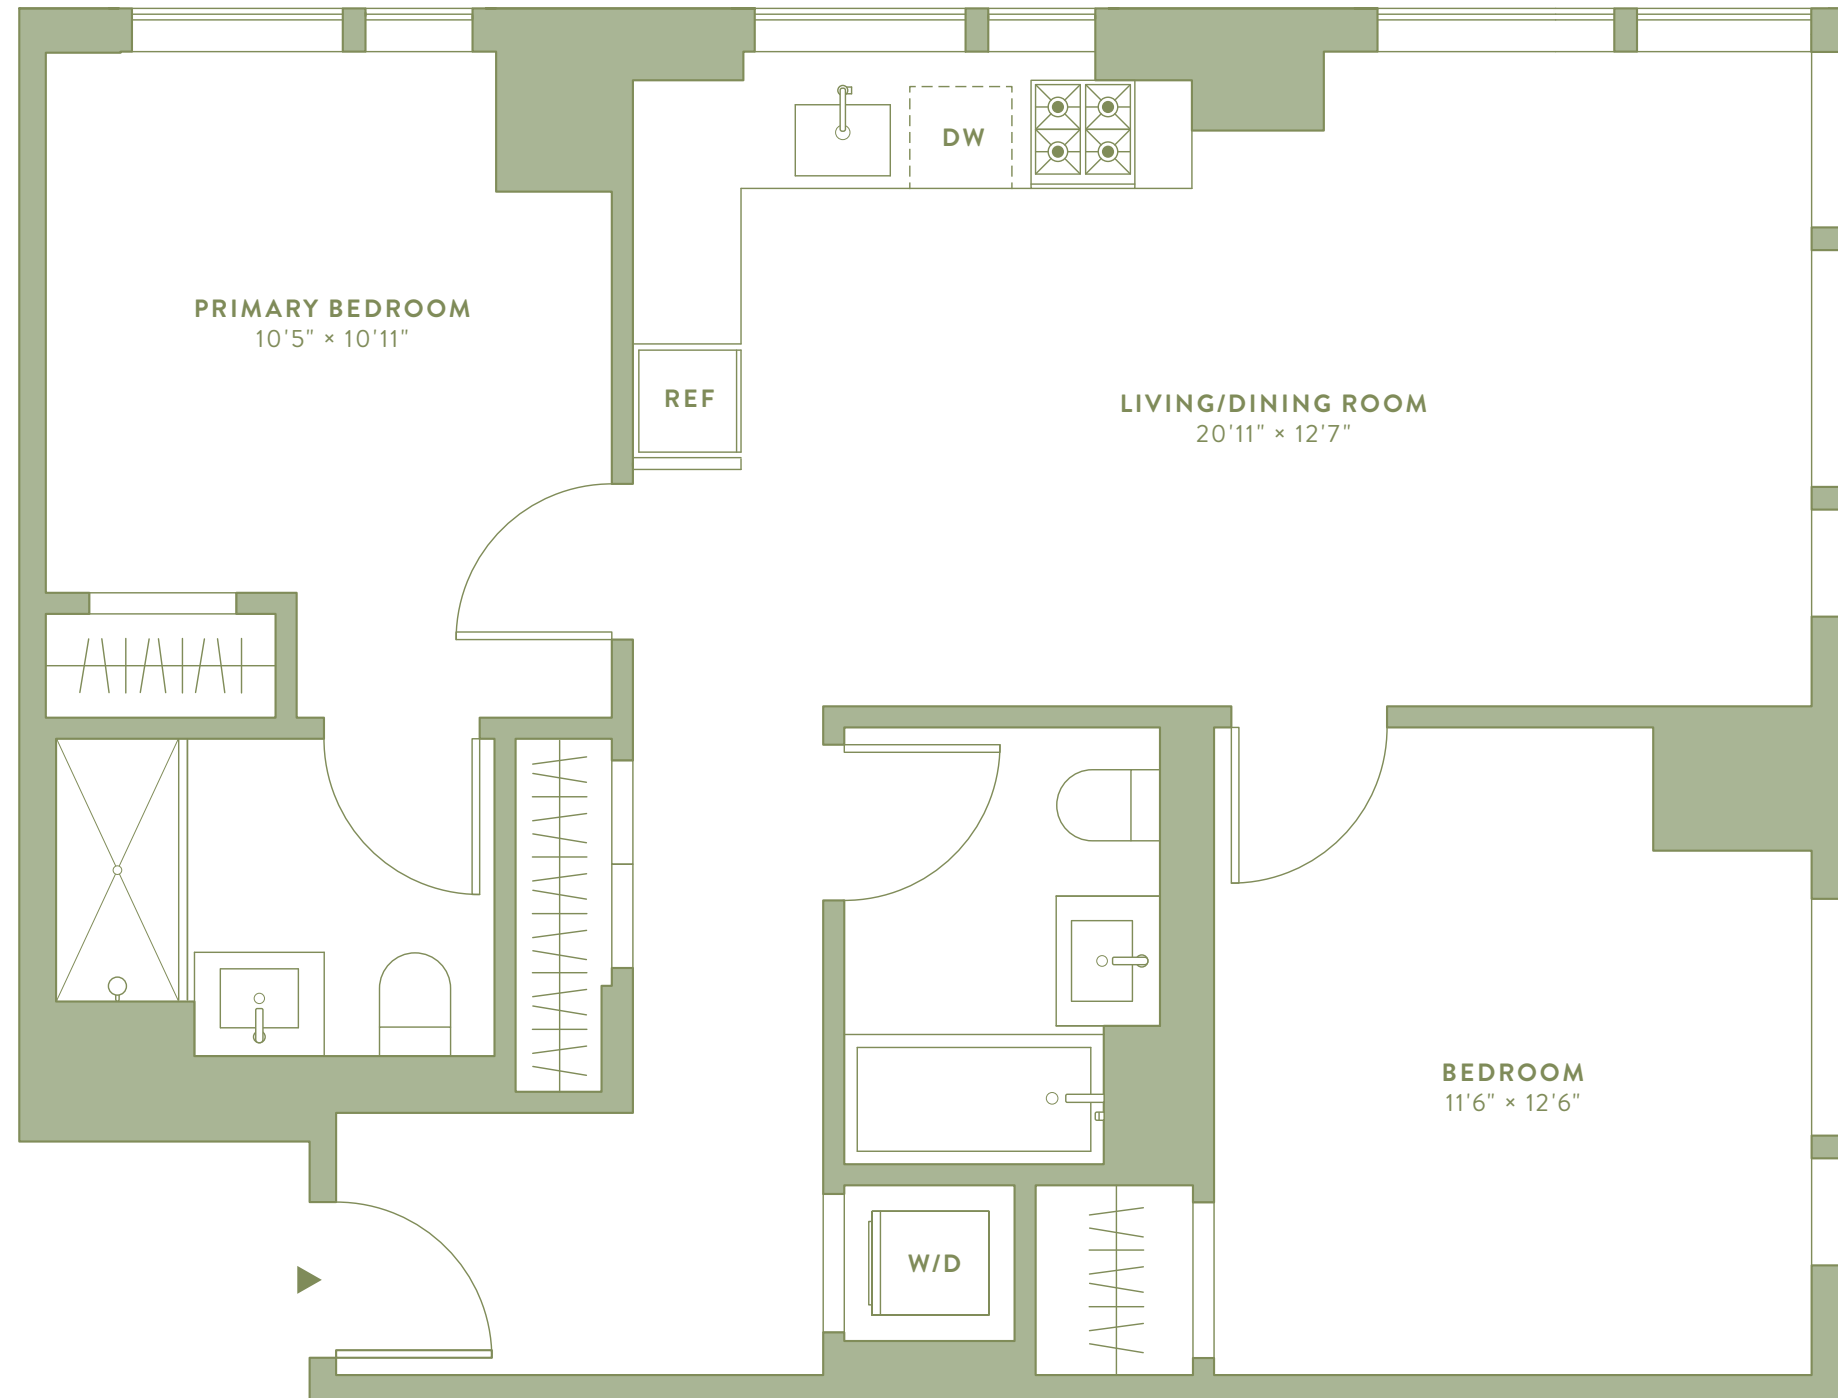 DW
PRIMARY BEDROOM
10'5" × 10'11"
REF
LIVING/DINING ROOM
20'11" × 12'7"
BEDROOM
11'6" × 12'6"
W/D